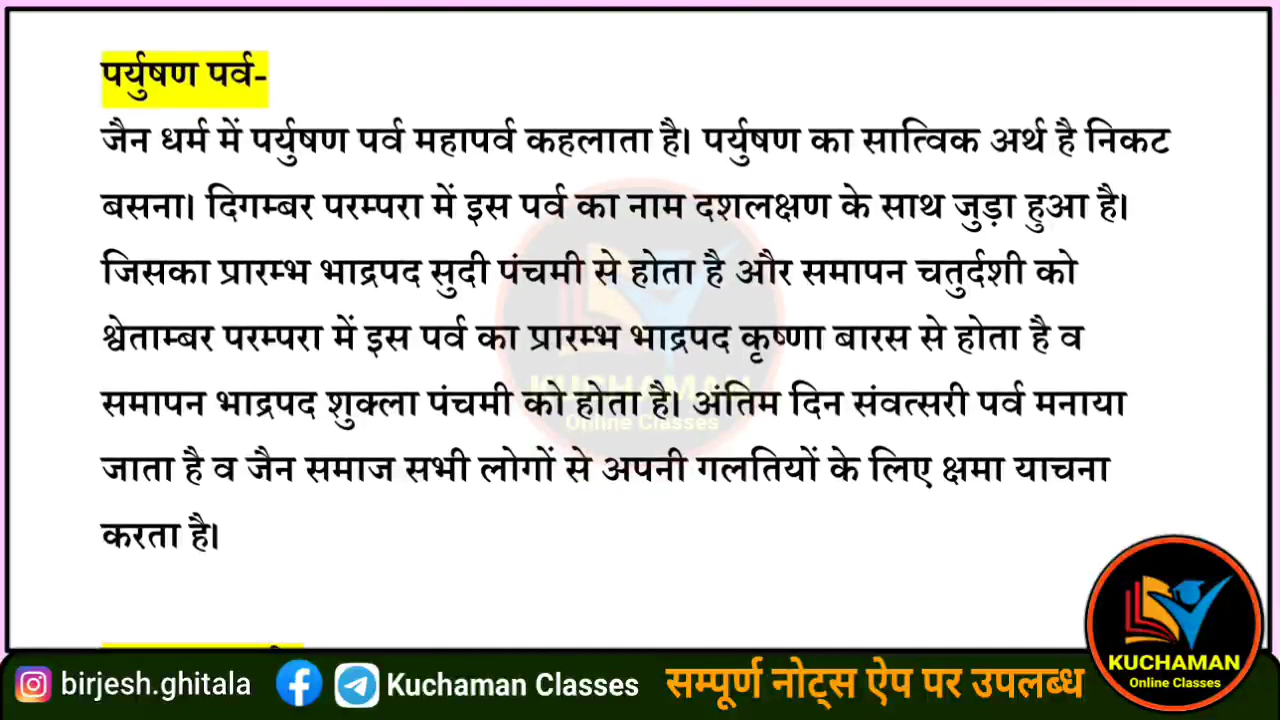 पर्युषण पर्व-
जैन धर्म में पर्युषण पर्व महापर्व कहलाता है। पर्युषण का सात्विक अर्थ है निकट
बसना। दिगम्बर परम्परा में इस पर्व का नाम दशलक्षण के साथ जुड़ा हुआ है।
जिसका प्रारम्भ भाद्रपद सुदी पंचमी से होता है और समापन चतुर्दशी को
श्वेताम्बर परम्परा में इस पर्व का प्रारम्भ भाद्रपद कृष्णा बारस से होता है व
समापन भाद्रपद शुक्ला पंचमी को होता है। अंतिम दिन संवत्सरी पर्व मनाया
जाता है व जैन समाज सभी लोगों से अपनी गलतियों के लिए क्षमा याचना
करता है।
KUCHAMAN
Online Classes
birjesh.ghitala Kuchaman Classes सम्पूर्ण नोट्स ऐप पर उपलब्ध
KUCHAMAN
Online Classes